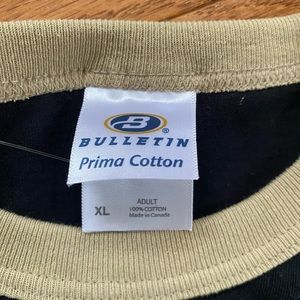 B®
BULLETIN
Prima Cotton
XL
ADULT
100% COTTON
Made in Canada